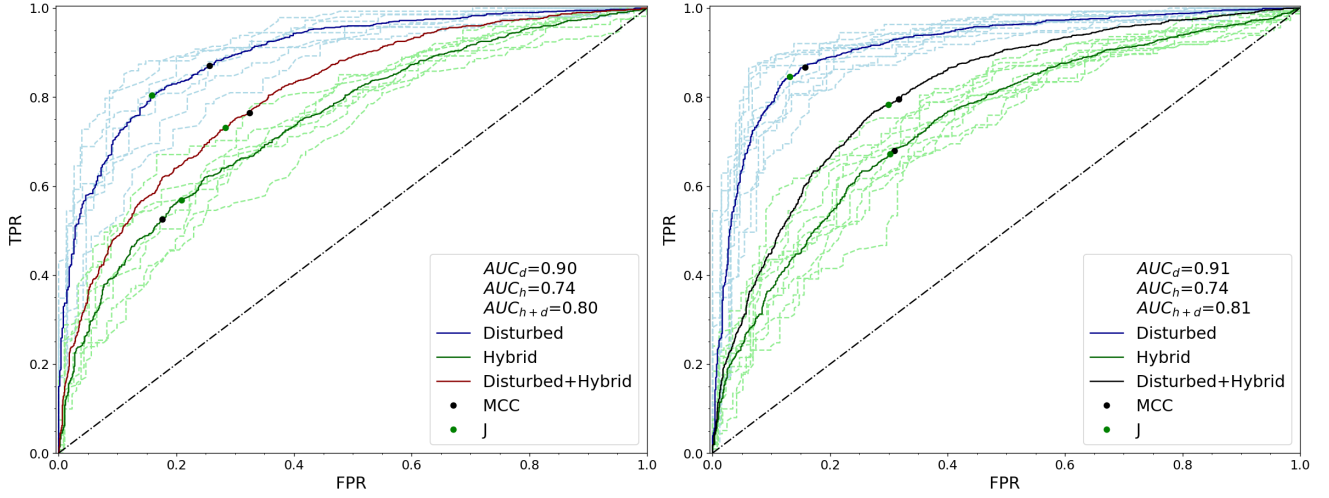 1.0
0.8
0.6
0.4
0.2
0.0
TPR
AUC_d=0.90
AUC_h=0.74
AUC_{h+d}=0.80
Disturbed
Hybrid
Disturbed+Hybrid
MCC
J
0.0 0.2 0.4 0.6 0.8 1.0
FPR
1.0
0.8
0.6
0.4
0.2
0.0
TPR
AUC_d=0.91
AUC_h=0.74
AUC_{h+d}=0.81
Disturbed
Hybrid
Disturbed+Hybrid
MCC
J
0.0 0.2 0.4 0.6 0.8 1.0
FPR